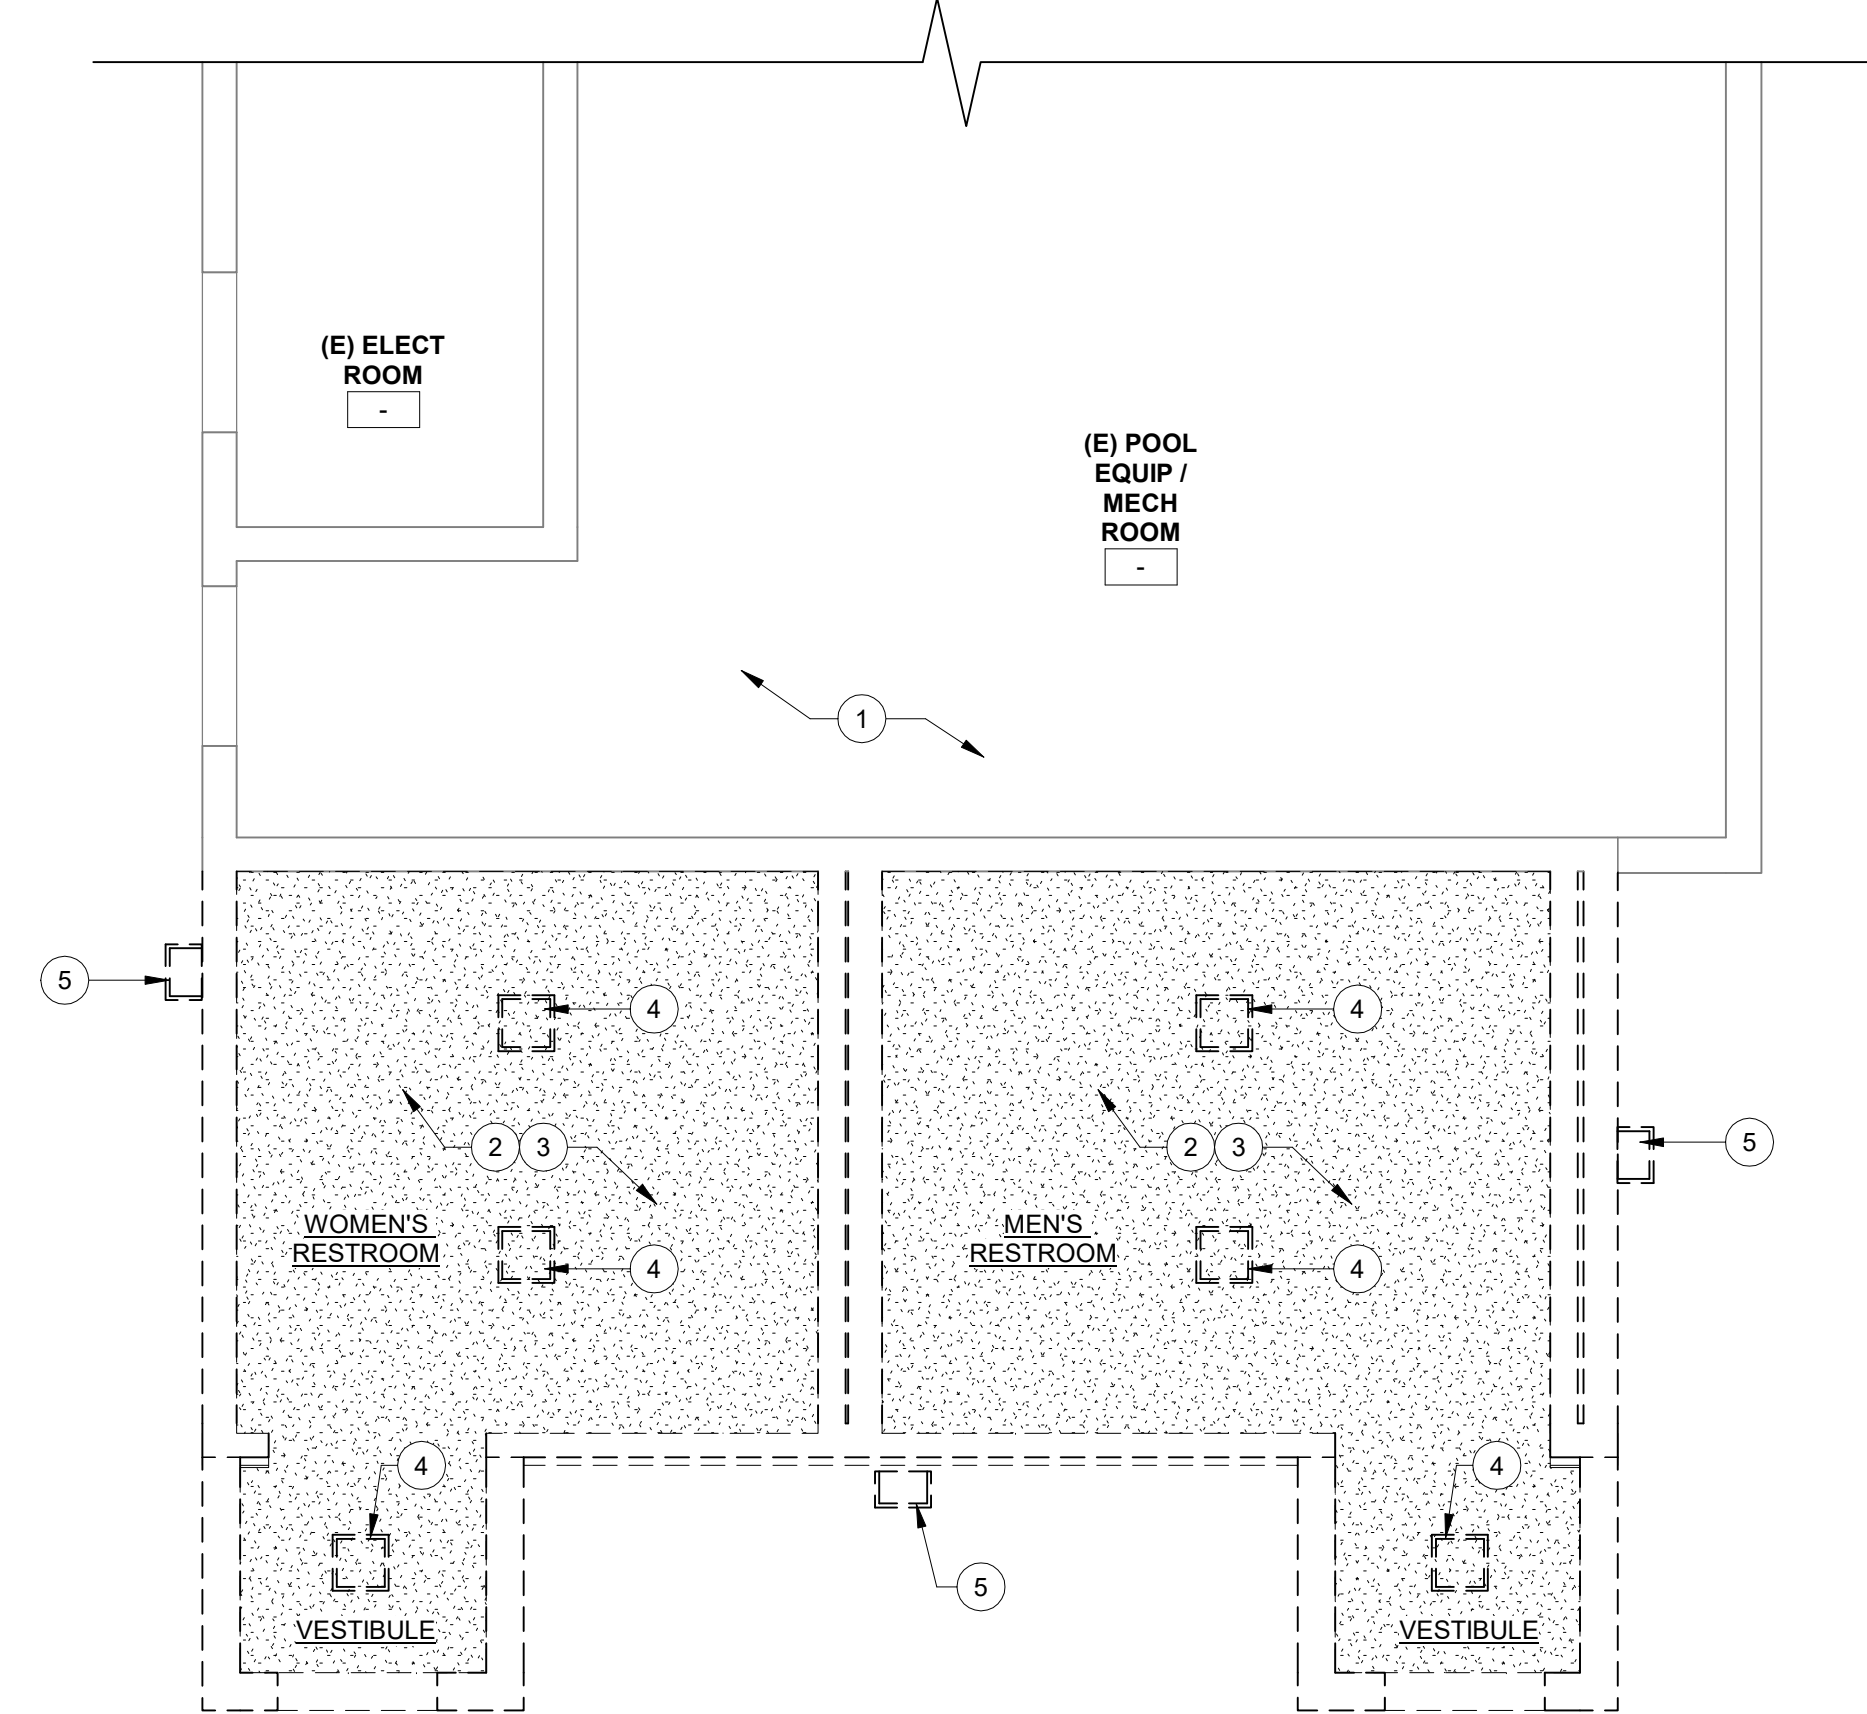 (E) ELECT
ROOM
-
(E) POOL
EQUIP /
MECH
ROOM
-
1
5
4
4
2 3
2 3
5
WOMEN'S
RESTROOM
MEN'S
RESTROOM
4
4
4
4
5
VESTIBULE
VESTIBULE